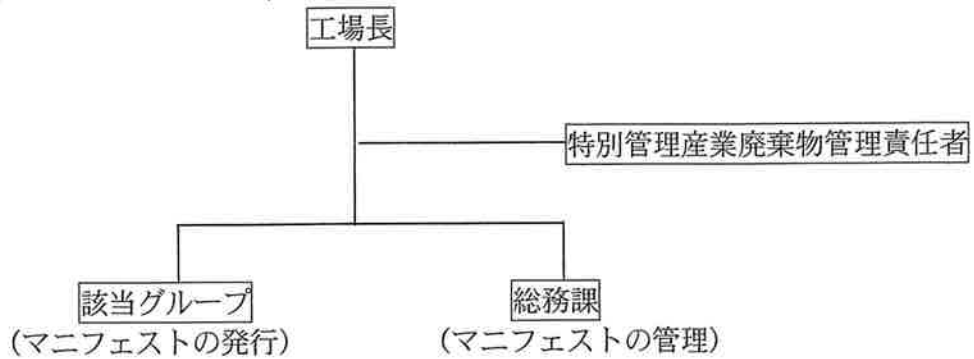 工場長
特別管理産業廃棄物管理責任者
該当グループ
総務課
(マニフェストの発行)
(マニフェストの管理)